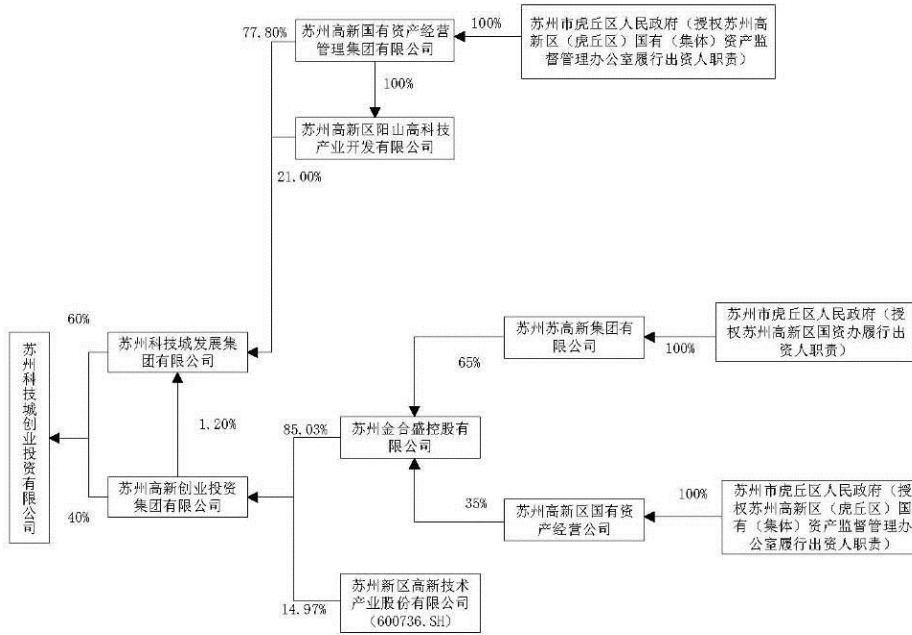 77.80%
苏州高新国有资产经营
管理集团有限公司
100%
苏州市虎丘区人民政府（授权苏州高
新区（虎丘区）国有（集体）资产监
督管理办公室履行出资人职责）
100%
苏州高新区阳山高科技
产业开发有限公司
21.00%
60%
苏州科技城发展集
团有限公司
苏州苏高新集团有
限公司
100%
苏州市虎丘区人民政府（授
权苏州高新区国资办履行出
资人职责）
65%
苏州科技城创业投资有限公司
1.20%
85.03%
苏州金合盛控股有
限公司
40%
苏州高新创业投资
集团有限公司
35%
苏州高新区国有资
产经营公司
100%
苏州市虎丘区人民政府（授
权苏州高新区（虎丘区）国
有（集体）资产监督管理办
公室履行出资人职责）
14.97%
苏州新区高新技术
产业股份有限公司
（600736.SH）